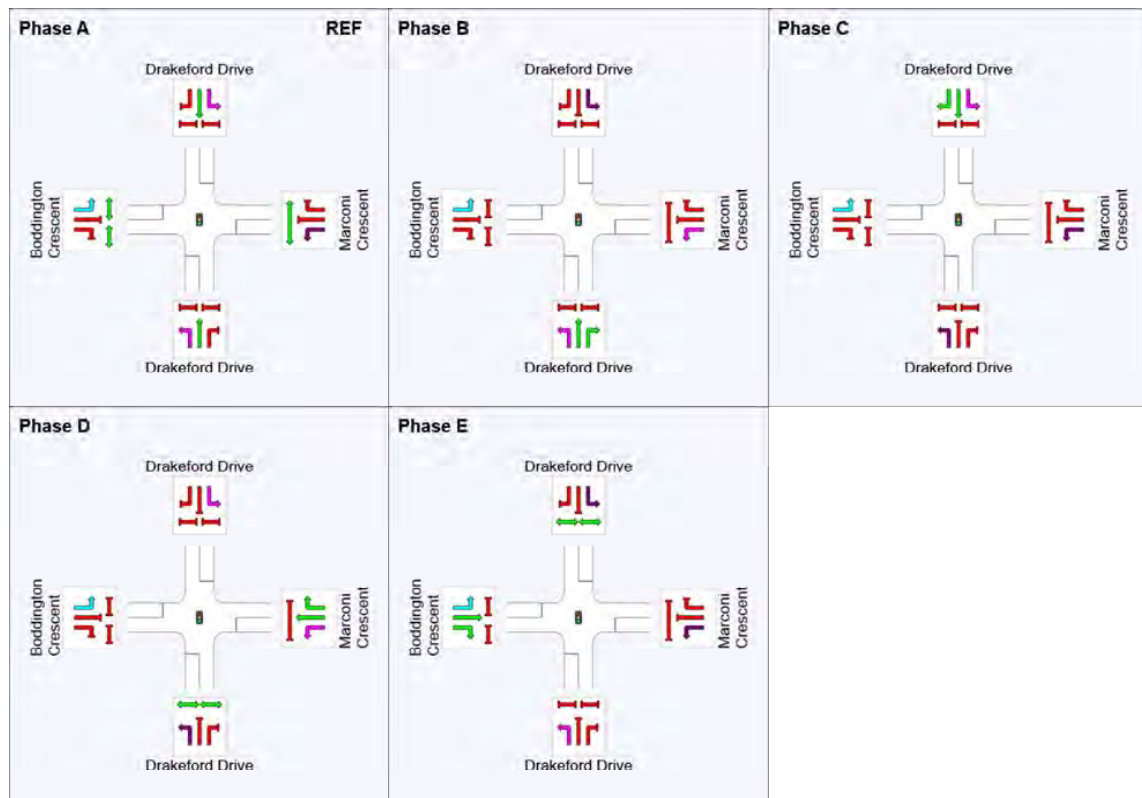 Phase A
REF
Drakeford Drive
Boddington
Crescent
Marconi
Crescent
Drakeford Drive
Phase B
Drakeford Drive
Boddington
Crescent
Marconi
Crescent
Drakeford Drive
Phase C
Drakeford Drive
Boddington
Crescent
Marconi
Crescent
Drakeford Drive
Phase D
Drakeford Drive
Boddington
Crescent
Marconi
Crescent
Drakeford Drive
Phase E
Drakeford Drive
Boddington
Crescent
Marconi
Crescent
Drakeford Drive